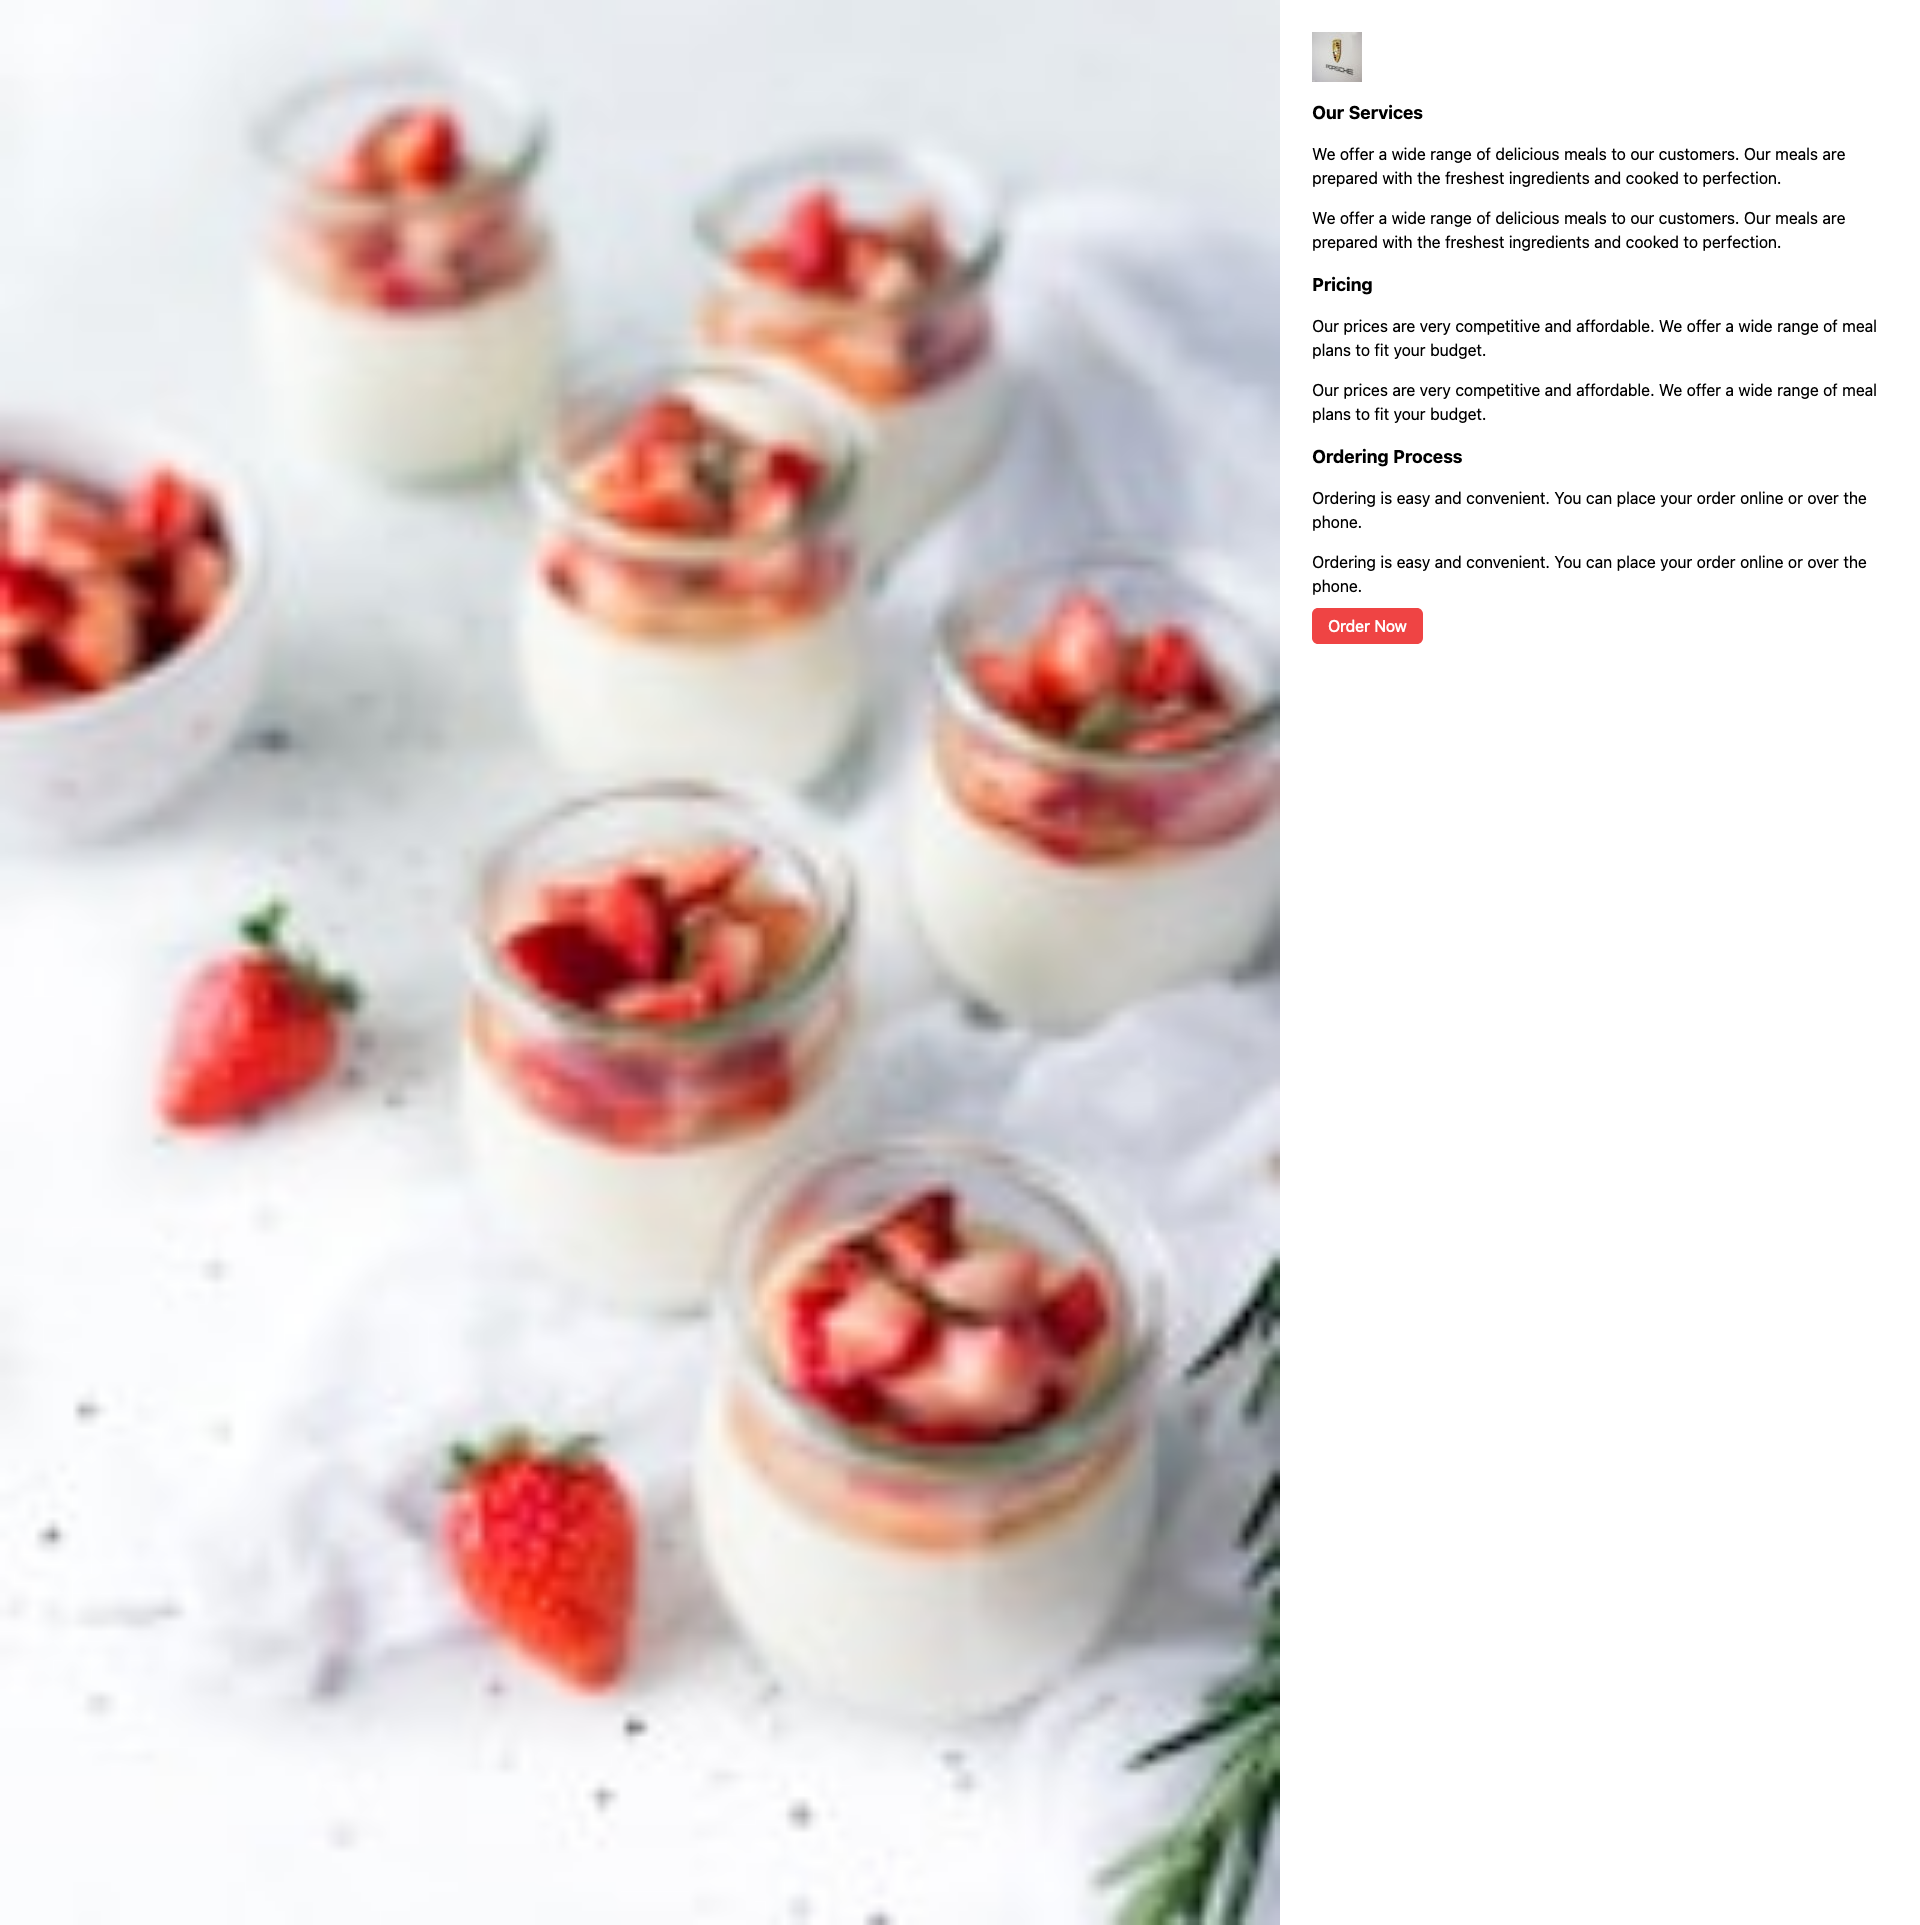 PORSCHE
Our Services
We offer a wide range of delicious meals to our customers. Our meals are
prepared with the freshest ingredients and cooked to perfection.
We offer a wide range of delicious meals to our customers. Our meals are
prepared with the freshest ingredients and cooked to perfection.
Pricing
Our prices are very competitive and affordable. We offer a wide range of meal
plans to fit your budget.
Our prices are very competitive and affordable. We offer a wide range of meal
plans to fit your budget.
Ordering Process
Ordering is easy and convenient. You can place your order online or over the
phone.
Ordering is easy and convenient. You can place your order online or over the
phone.
Order Now